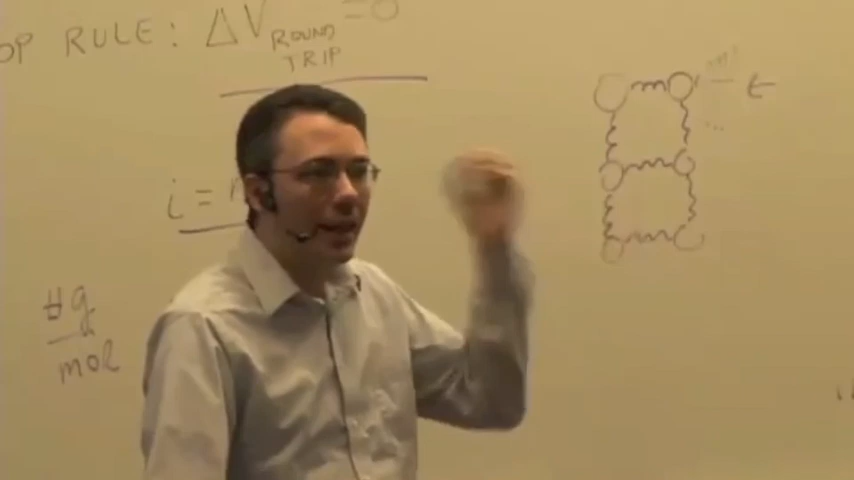 OP RULE: ΔV ROUND TRIP =0
i =
#g
mol